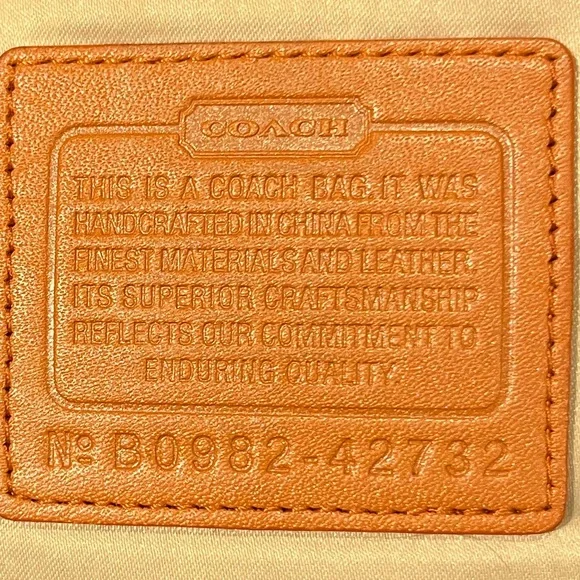 COACH
THIS IS A COACH BAG. IT WAS
HANDCRAFTED IN CHINA FROM THE
FINEST MATERIALS AND LEATHER.
ITS SUPERIOR CRAFTSMANSHIP
REFLECTS OUR COMMITMENT TO
ENDURING QUALITY.
No B0982-42732